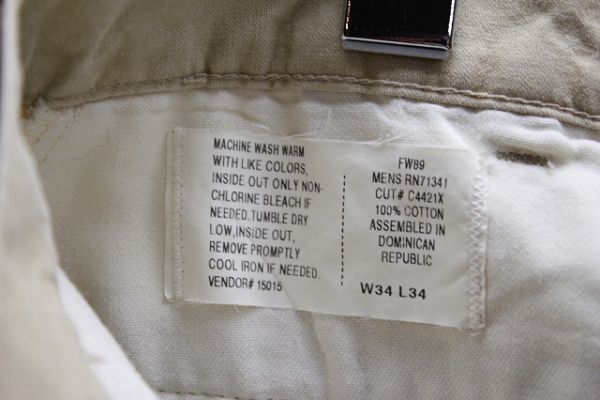 MACHINE WASH WARM
WITH LIKE COLORS,
INSIDE OUT ONLY NON-
CHLORINE BLEACH IF
NEEDED.TUMBLE DRY
LOW,INSIDE OUT,
REMOVE PROMPTLY
COOL IRON IF NEEDED.
VENDOR# 15015
FW89
MENS RN71341
CUT# C4421X
100% COTTON
ASSEMBLED IN
DOMINICAN
REPUBLIC
W34 L.34